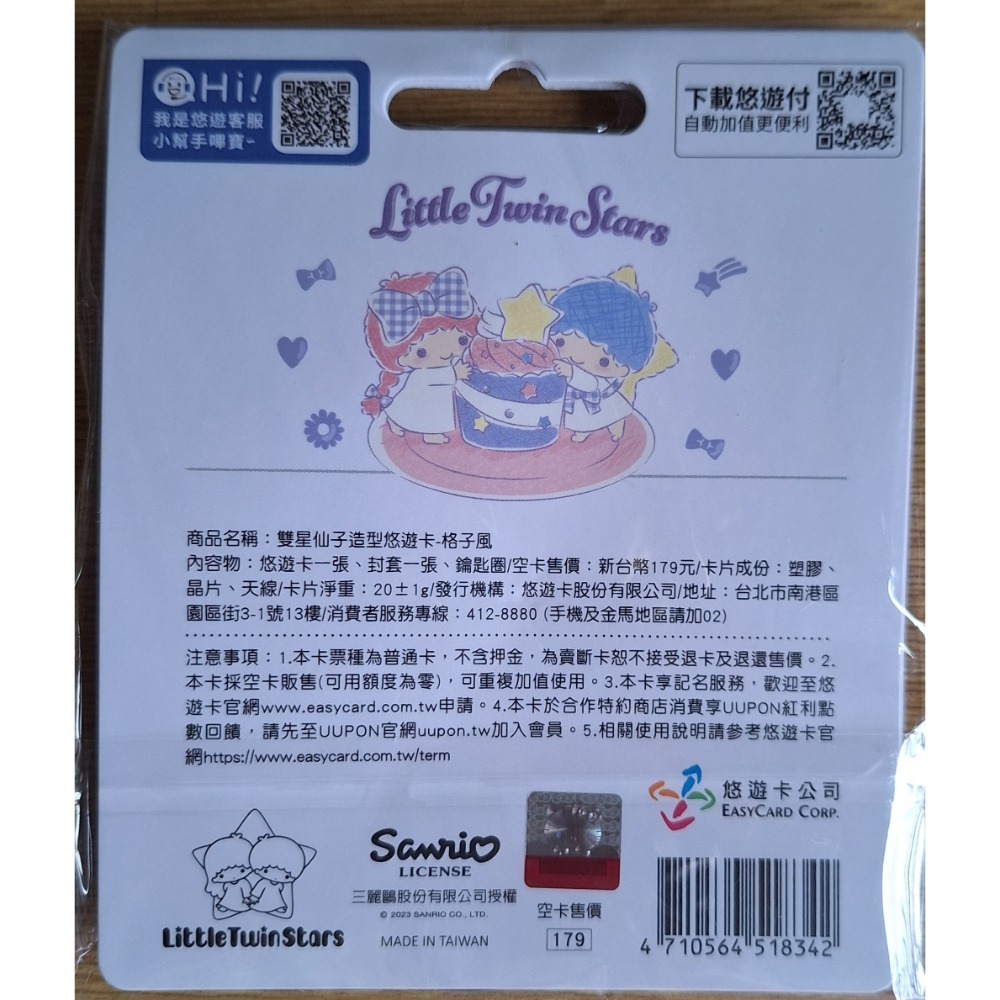 Hi!
我是悠遊客服
小幫手嗶寶~
下載悠遊付
自動加值更便利
Little Twin Stars
商品名稱：雙星仙子造型悠遊卡-格子風
內容物：悠遊卡一張、封套一張、鑰匙圈/空卡售價：新台幣179元/卡片成份：塑膠、
晶片、天線/卡片淨重：20±1g/發行機構：悠遊卡股份有限公司/地址：台北市南港區
園區街3-1號13樓/消費者服務專線：412-8880 (手機及金馬地區請加02)
注意事項：1.本卡票種為普通卡，不含押金，為賣斷卡恕不接受退卡及退還售價。2.
本卡採空卡販售(可用額度為零)，可重複加值使用。3.本卡享記名服務，歡迎至悠
遊卡官網www.easycard.com.tw申請。4.本卡於合作特約商店消費享UUPON紅利點
數回饋，請先至UUPON官網uupon.tw加入會員。5.相關使用說明請參考悠遊卡官
網https://www.easycard.com.tw/term
悠遊卡公司
EASYCARD CORP.
LittleTwinStars
Sanrio
LICENSE
三麗鷗股份有限公司授權
© 2023 SANRIO CO., LTD.
MADE IN TAIWAN
空卡售價
179
4 710564 518342